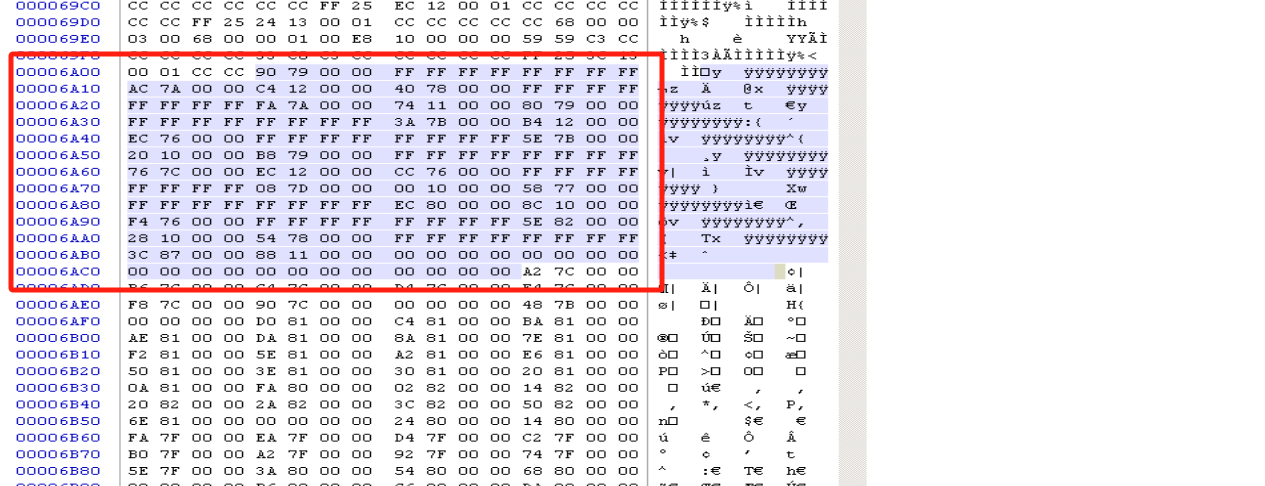 000069C0 CC CC CC CC CC CC FF 25 EC 12 00 01 CC CC CC CC ÌÌÌÌÌÌÿ%ì ÌÌÌÌ
000069D0 CC CC FF 25 24 13 00 01 CC CC CC CC CC 68 00 00 ÌÌÿ%$ ÌÌÌÌÌh
000069E0 03 00 68 00 00 01 00 E8 10 00 00 00 59 59 C3 CC h è YYÃÌ
00006A00 00 01 CC CC 90 79 00 00 FF FF FF FF FF FF FF FF ÌÌ□y ÿÿÿÿÿÿÿÿ
00006A10 AC 7A 00 00 C4 12 00 00 40 78 00 00 FF FF FF FF ¬z Ä @x ÿÿÿÿ
00006A20 FF FF FF FF FA 7A 00 00 74 11 00 00 80 79 00 00 ÿÿÿÿúz t €y
00006A30 FF FF FF FF FF FF FF FF 3A 7B 00 00 B4 12 00 00 ÿÿÿÿÿÿÿÿ:{ ´
00006A40 EC 76 00 00 FF FF FF FF FF FF FF FF 5E 7B 00 00 ìv ÿÿÿÿÿÿÿÿ^{
00006A50 20 10 00 00 B8 79 00 00 FF FF FF FF FF FF FF FF ¸y ÿÿÿÿÿÿÿÿ
00006A60 76 7C 00 00 EC 12 00 00 CC 76 00 00 FF FF FF FF v| ì Ìv ÿÿÿÿ
00006A70 FF FF FF FF 08 7D 00 00 00 10 00 00 58 77 00 00 ÿÿÿÿ } Xw
00006A80 FF FF FF FF FF FF FF FF EC 80 00 00 8C 10 00 00 ÿÿÿÿÿÿÿÿì€ Œ
00006A90 F4 76 00 00 FF FF FF FF FF FF FF FF 5E 82 00 00 ôv ÿÿÿÿÿÿÿÿ^‚
00006AA0 28 10 00 00 54 78 00 00 FF FF FF FF FF FF FF FF ( Tx ÿÿÿÿÿÿÿÿ
00006AB0 3C 87 00 00 88 11 00 00 00 00 00 00 00 00 00 00 <‡ ˆ
00006AC0 00 00 00 00 00 00 00 00 00 00 00 00 A2 7C 00 00 ¢|
00006AE0 F8 7C 00 00 90 7C 00 00 00 00 00 00 48 7B 00 00 ø| □| H{
00006AF0 00 00 00 00 D0 81 00 00 C4 81 00 00 BA 81 00 00 Ð□ Ä□ º□
00006B00 AE 81 00 00 DA 81 00 00 8A 81 00 00 7E 81 00 00 ®□ Ú□ Š□ ~□
00006B10 F2 81 00 00 5E 81 00 00 A2 81 00 00 E6 81 00 00 ò□ ^□ ¢□ æ□
00006B20 50 81 00 00 3E 81 00 00 30 81 00 00 20 81 00 00 P□ >□ 0□ □
00006B30 0A 81 00 00 FA 80 00 00 02 82 00 00 14 82 00 00 □ ú€ ‚ ‚
00006B40 20 82 00 00 2A 82 00 00 3C 82 00 00 50 82 00 00 ‚ *‚ <‚ P‚
00006B50 6E 81 00 00 00 00 00 00 24 80 00 00 14 80 00 00 n□ $€ €
00006B60 FA 7F 00 00 EA 7F 00 00 D4 7F 00 00 C2 7F 00 00 ú ê Ô Â
00006B70 B0 7F 00 00 A2 7F 00 00 92 7F 00 00 74 7F 00 00 ° ¢ ’ t
00006B80 5E 7F 00 00 3A 80 00 00 54 80 00 00 68 80 00 00 ^ :€ T€ h€